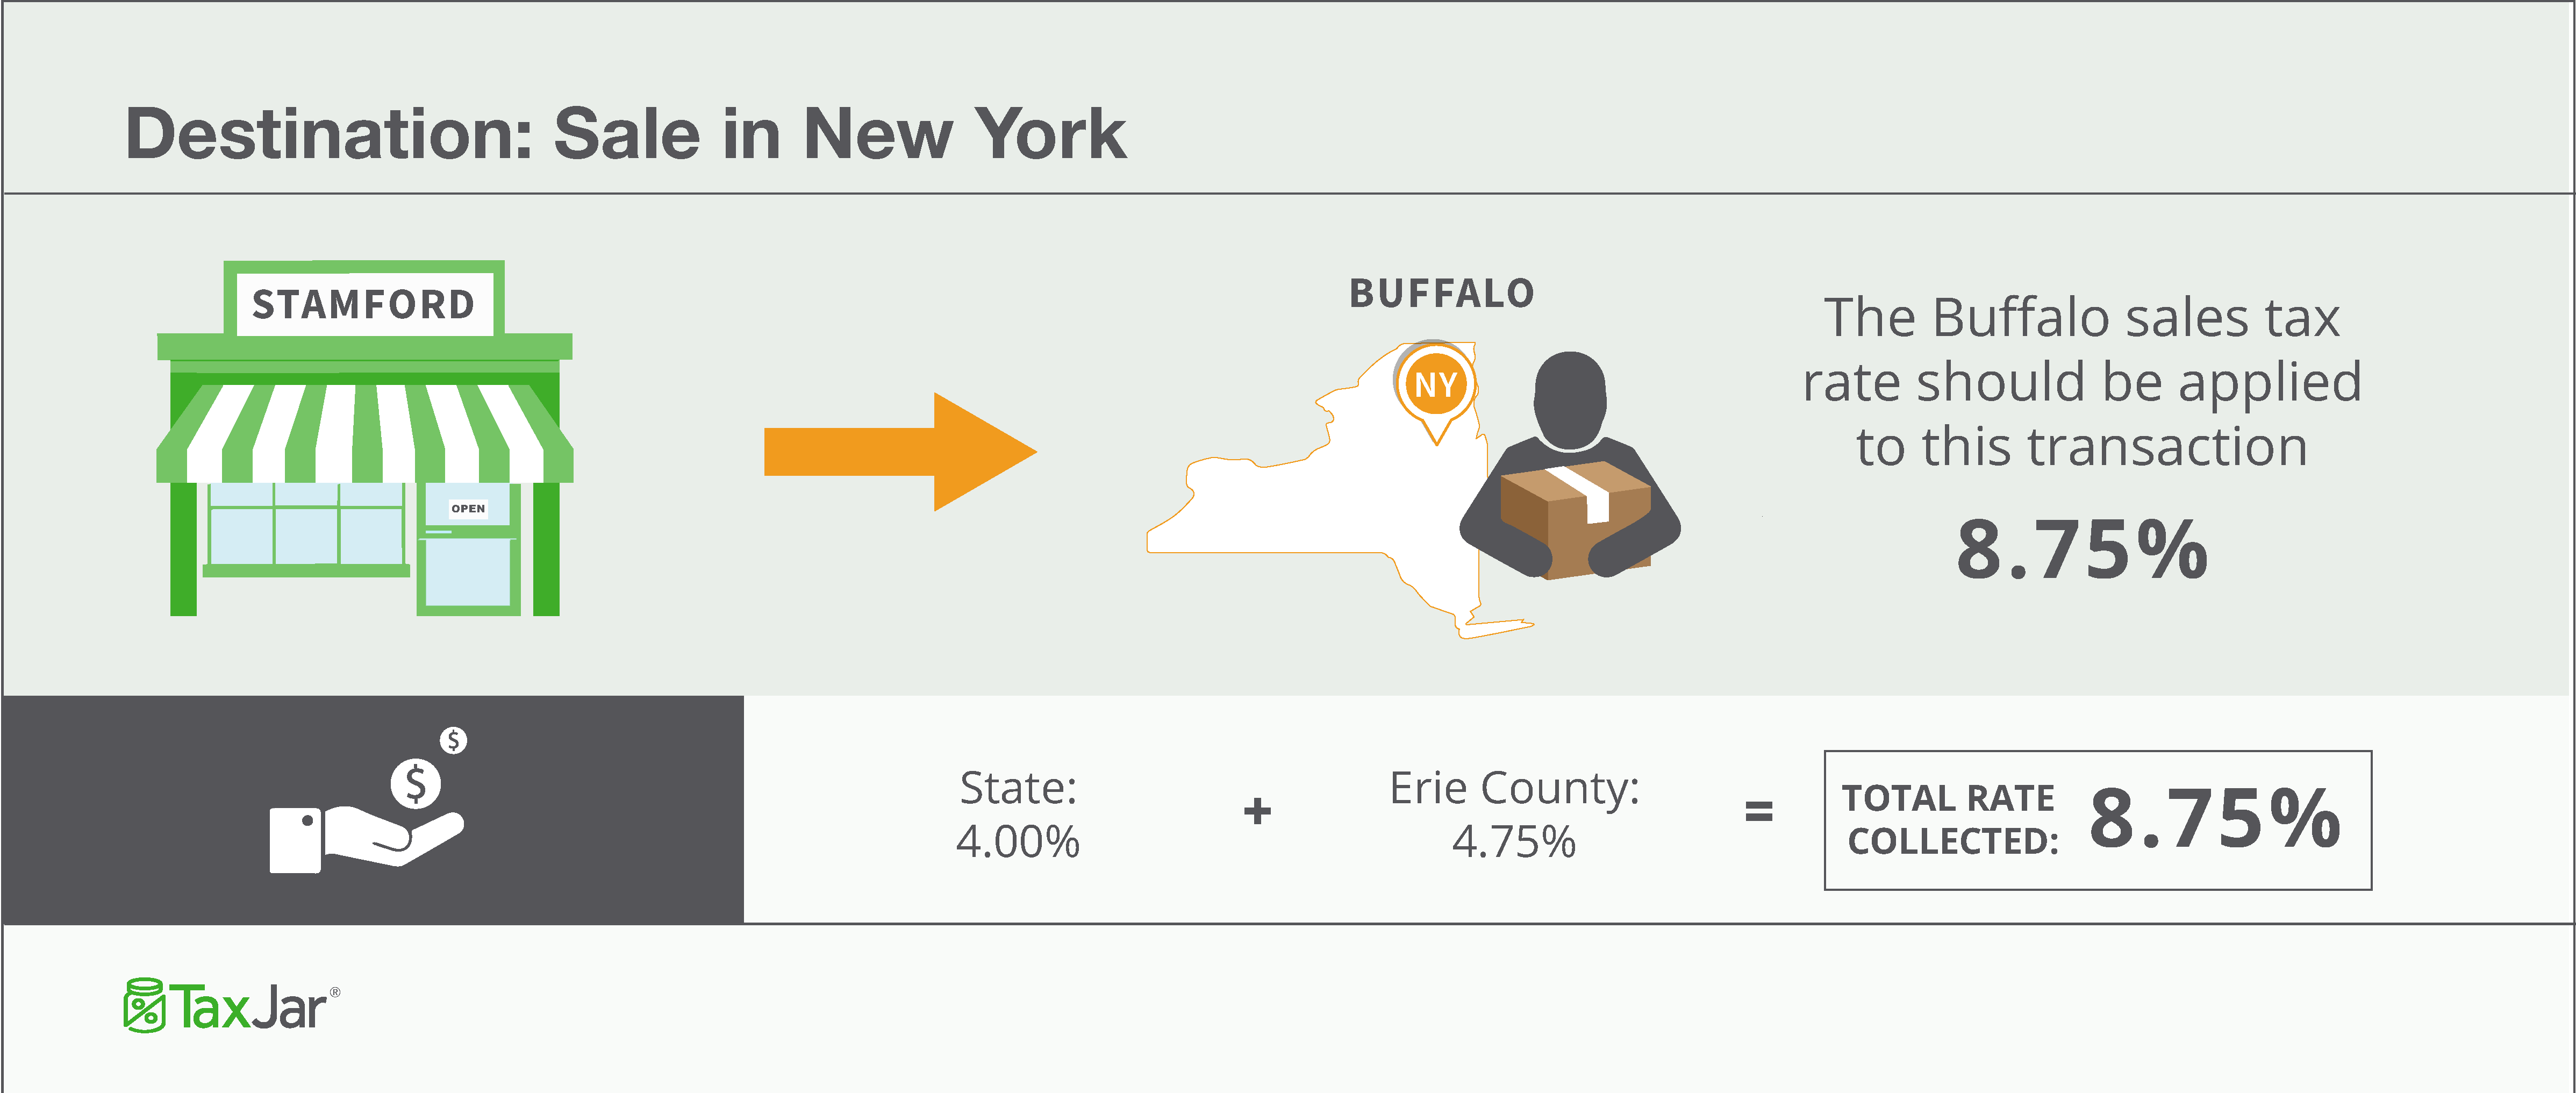 Destination: Sale in New York
STAMFORD
OPEN
BUFFALO
NY
The Buffalo sales tax
rate should be applied
to this transaction
8.75%
$
$
State:
4.00%
+
Erie County:
4.75%
=
TOTAL RATE
COLLECTED:
8.75%
TaxJar®